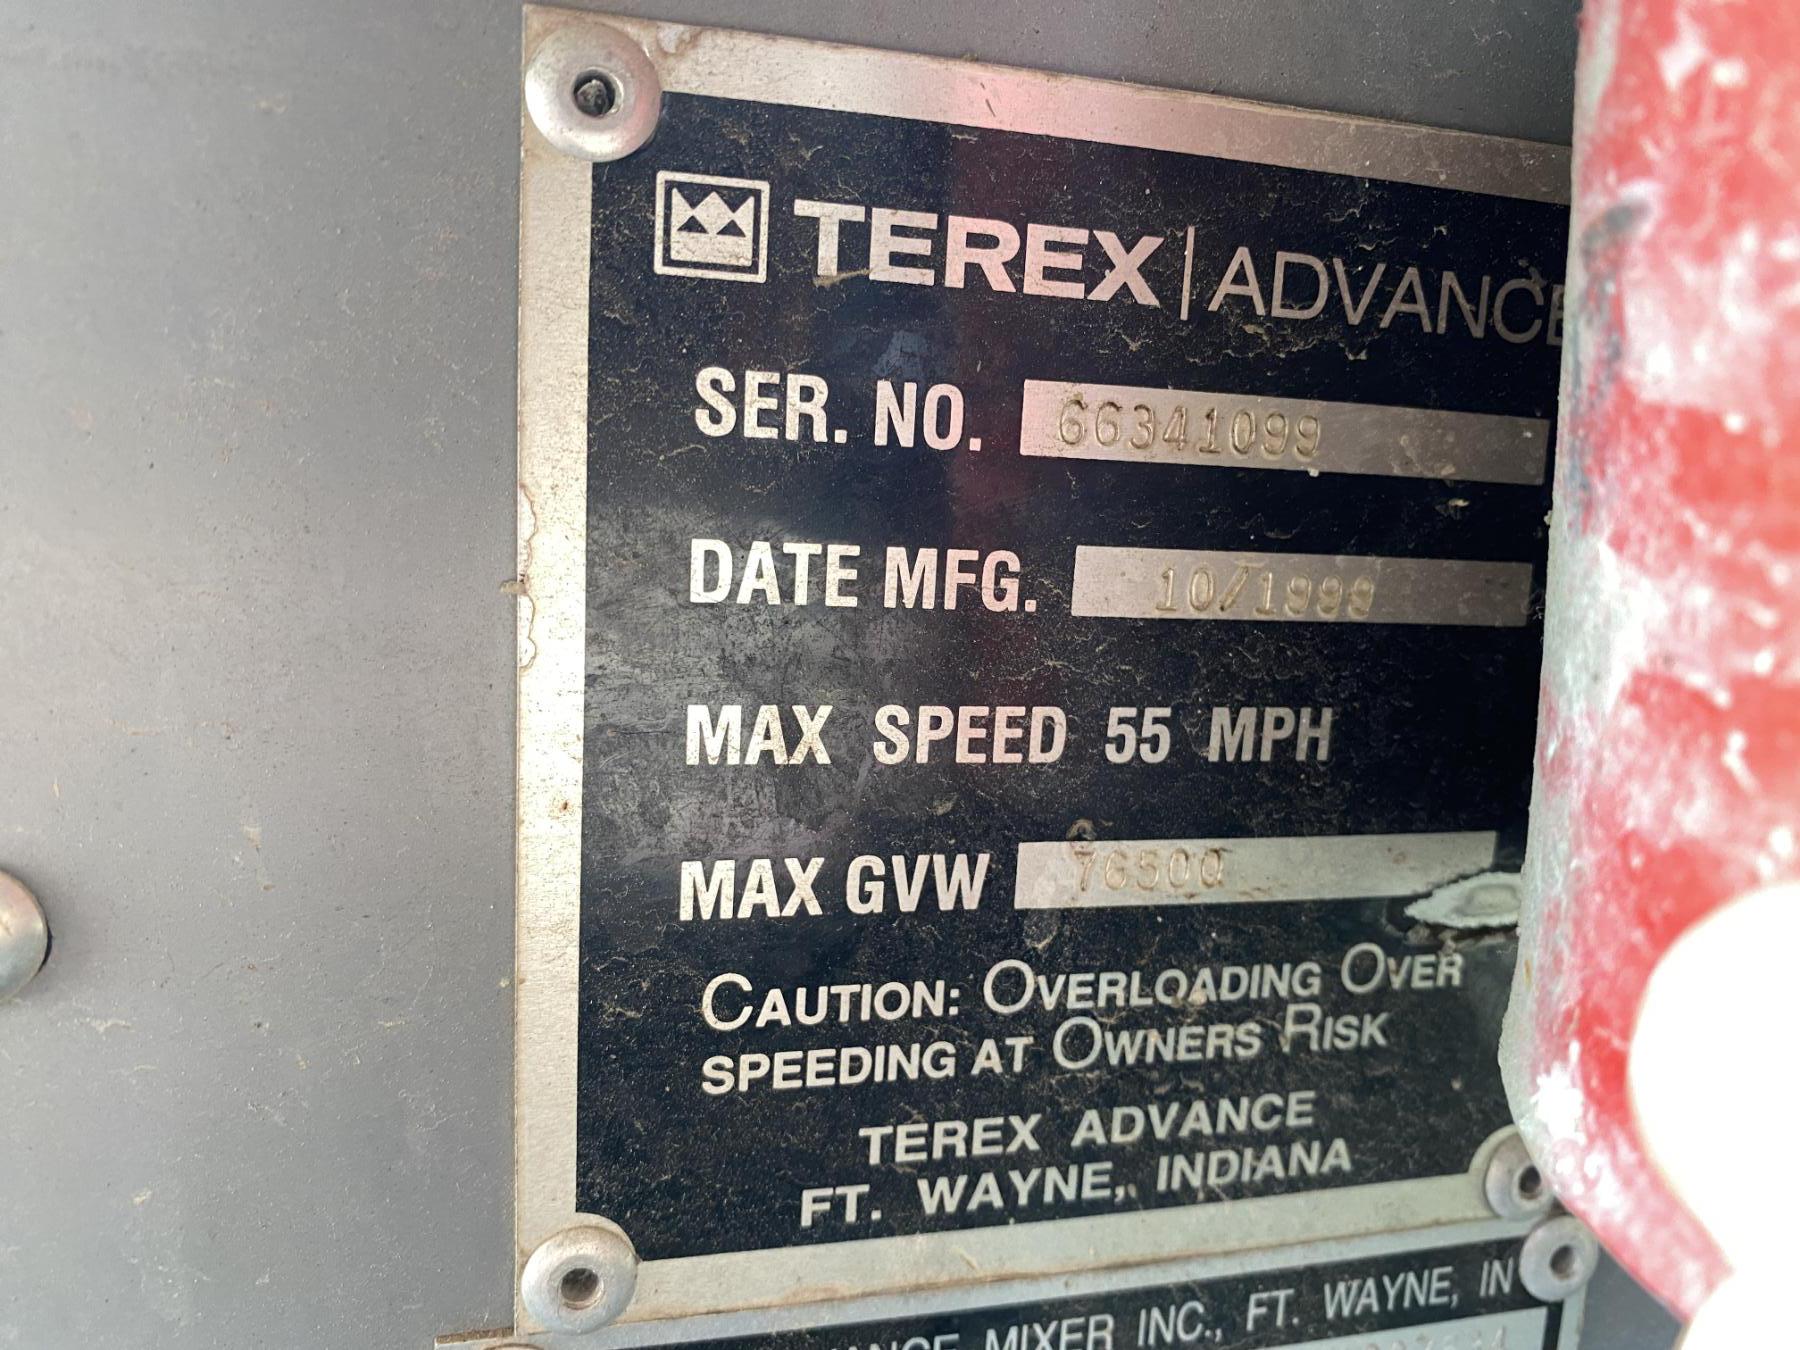 TEREX | ADVANCE
SER. NO. 66341099
DATE MFG. 10/1999
MAX SPEED 55 MPH
MAX GVW 76500
CAUTION: OVERLOADING OVER
SPEEDING AT OWNERS RISK
TEREX ADVANCE
FT. WAYNE, INDIANA
MIXER INC., FT. WAYNE, IN